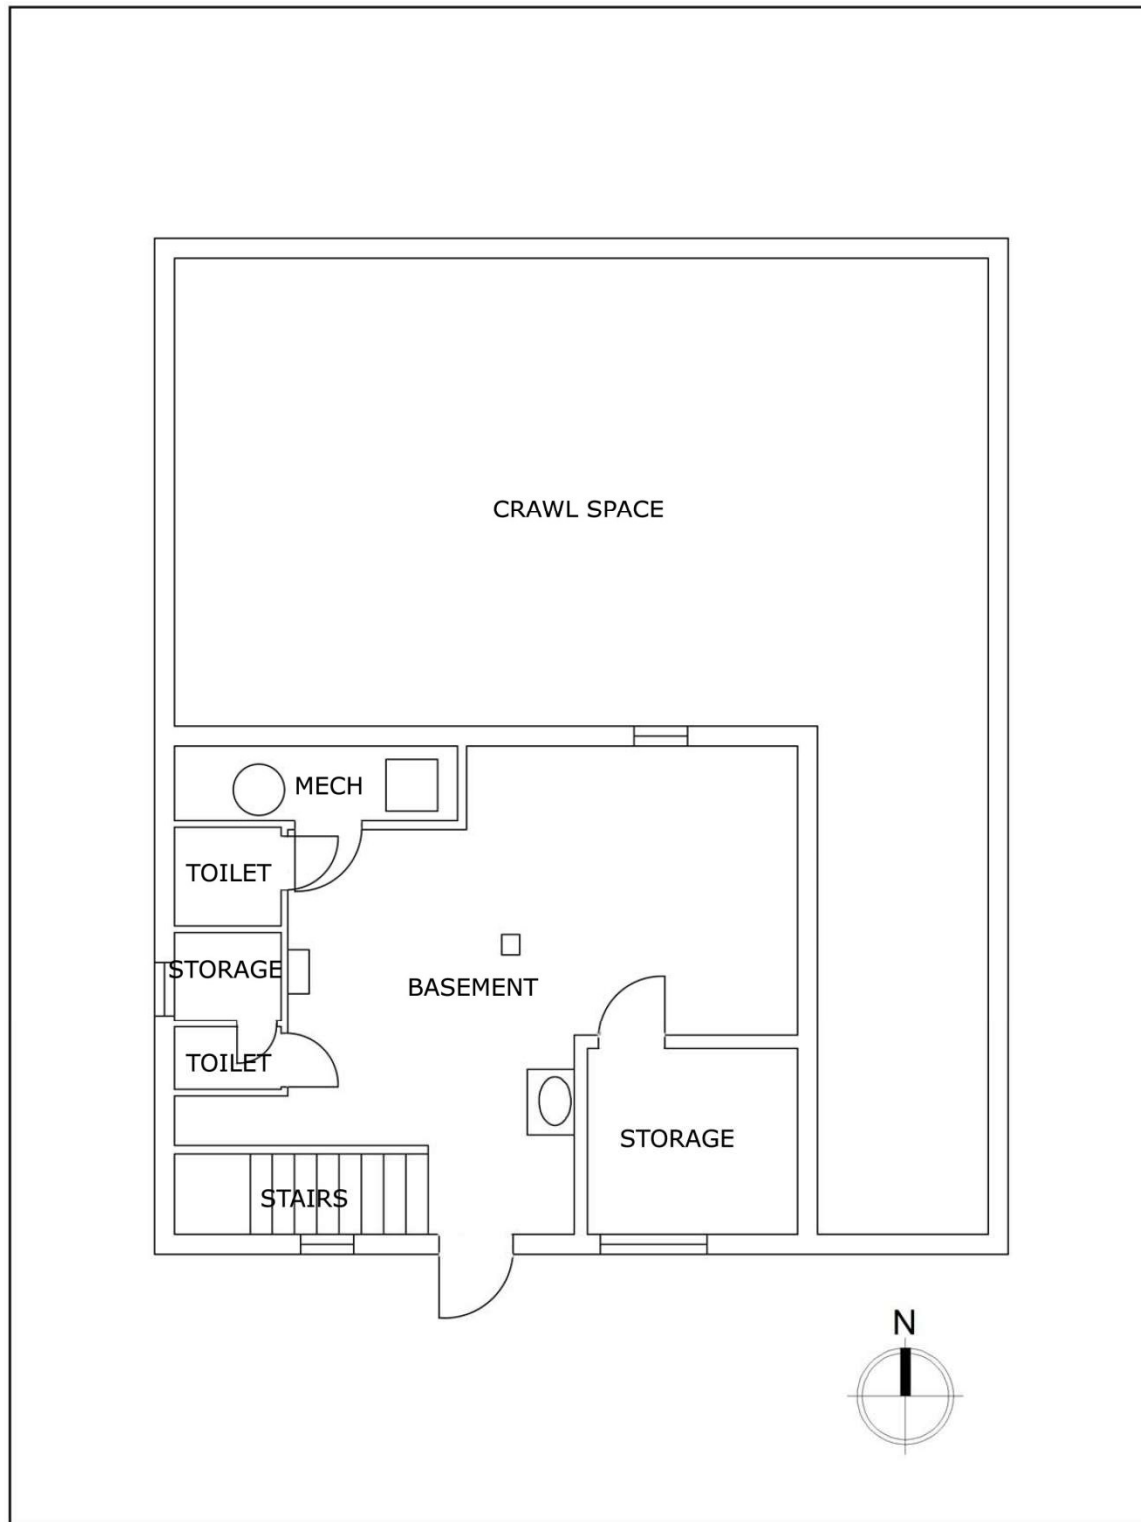 CRAWL SPACE
MECH
TOILET
STORAGE
BASEMENT
TOILET
STORAGE
STAIRS
N